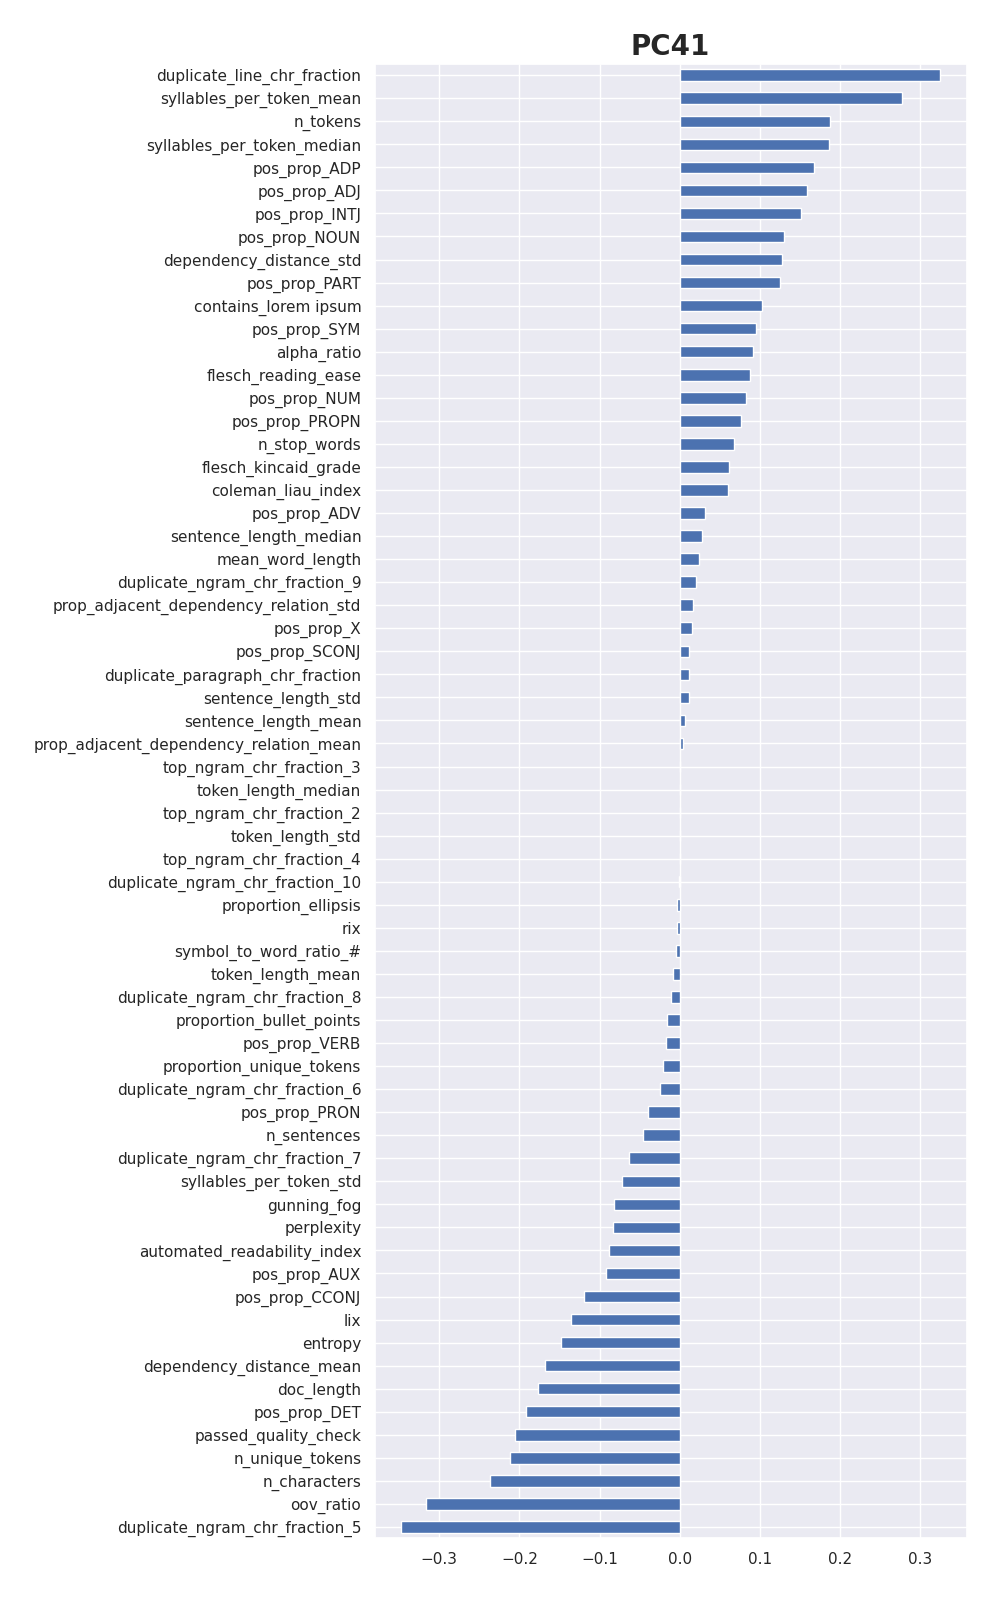 PC41
duplicate_line_chr_fraction
syllables_per_token_mean
n_tokens
syllables_per_token_median
pos_prop_ADP
pos_prop_ADJ
pos_prop_INTJ
pos_prop_NOUN
dependency_distance_std
pos_prop_PART
contains_lorem ipsum
pos_prop_SYM
alpha_ratio
flesch_reading_ease
pos_prop_NUM
pos_prop_PROPN
n_stop_words
flesch_kincaid_grade
coleman_liau_index
pos_prop_ADV
sentence_length_median
mean_word_length
duplicate_ngram_chr_fraction_9
prop_adjacent_dependency_relation_std
pos_prop_X
pos_prop_SCONJ
duplicate_paragraph_chr_fraction
sentence_length_std
sentence_length_mean
prop_adjacent_dependency_relation_mean
top_ngram_chr_fraction_3
token_length_median
top_ngram_chr_fraction_2
token_length_std
top_ngram_chr_fraction_4
duplicate_ngram_chr_fraction_10
proportion_ellipsis
rix
symbol_to_word_ratio_#
token_length_mean
duplicate_ngram_chr_fraction_8
proportion_bullet_points
pos_prop_VERB
proportion_unique_tokens
duplicate_ngram_chr_fraction_6
pos_prop_PRON
n_sentences
duplicate_ngram_chr_fraction_7
syllables_per_token_std
gunning_fog
perplexity
automated_readability_index
pos_prop_AUX
pos_prop_CCONJ
lix
entropy
dependency_distance_mean
doc_length
pos_prop_DET
passed_quality_check
n_unique_tokens
n_characters
oov_ratio
duplicate_ngram_chr_fraction_5
−0.3 −0.2 −0.1 0.0 0.1 0.2 0.3